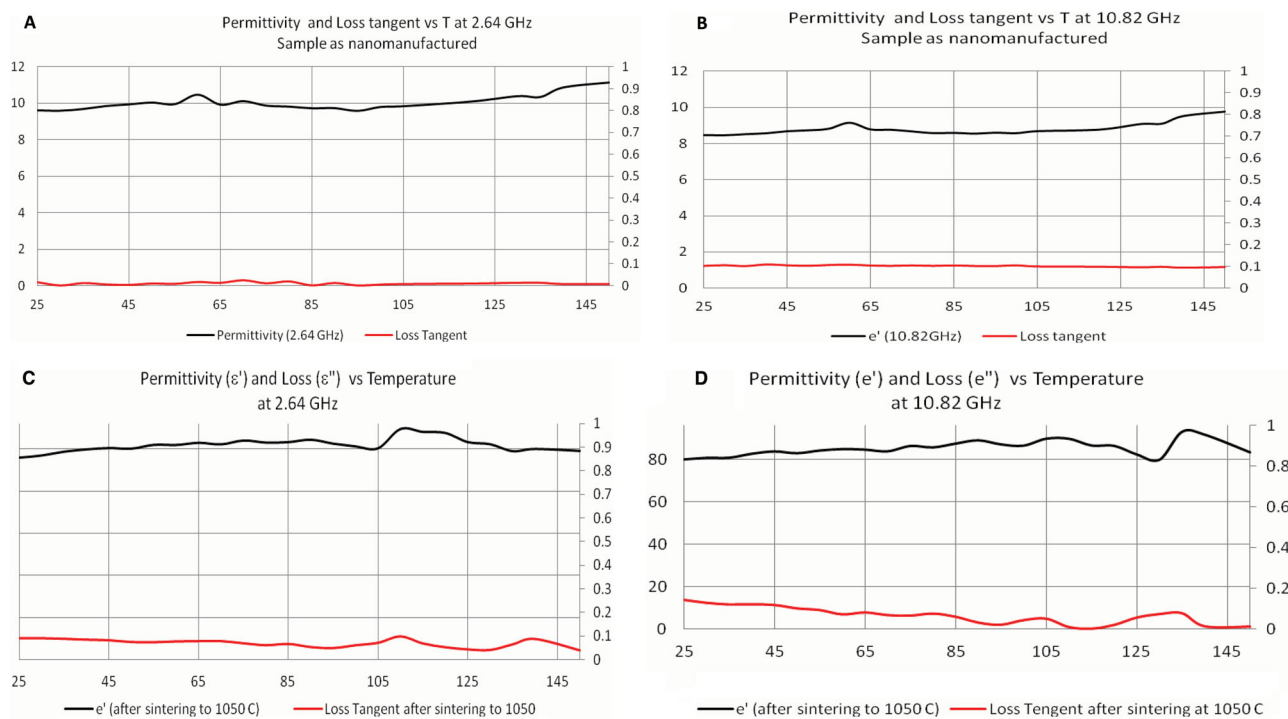 A
Permittivity and Loss tangent vs T at 2.64 GHz
Sample as nanomanufactured
12
10
8
6
4
2
0
1
0.9
0.8
0.7
0.6
0.5
0.4
0.3
0.2
0.1
0
25 45 65 85 105 125 145
Permittivity (2.64 GHz) Loss Tangent
B
Permittivity and Loss tangent vs T at 10.82 GHz
Sample as nanomanufactured
12
10
8
6
4
2
0
1
0.9
0.8
0.7
0.6
0.5
0.4
0.3
0.2
0.1
0
25 45 65 85 105 125 145
e' (10.82GHz) Loss tangent
C
Permittivity (ε') and Loss (ε") vs Temperature
at 2.64 GHz
1
0.9
0.8
0.7
0.6
0.5
0.4
0.3
0.2
0.1
0
25 45 65 85 105 125 145
e' (after sintering to 1050 C) Loss Tangent after sintering to 1050
D
Permittivity (e') and Loss (e") vs Temperature
at 10.82 GHz
80
60
40
20
0
1
0.8
0.6
0.4
0.2
0
25 45 65 85 105 125 145
e' (after sintering to 1050 C) Loss Tengent after sintering at 1050 C